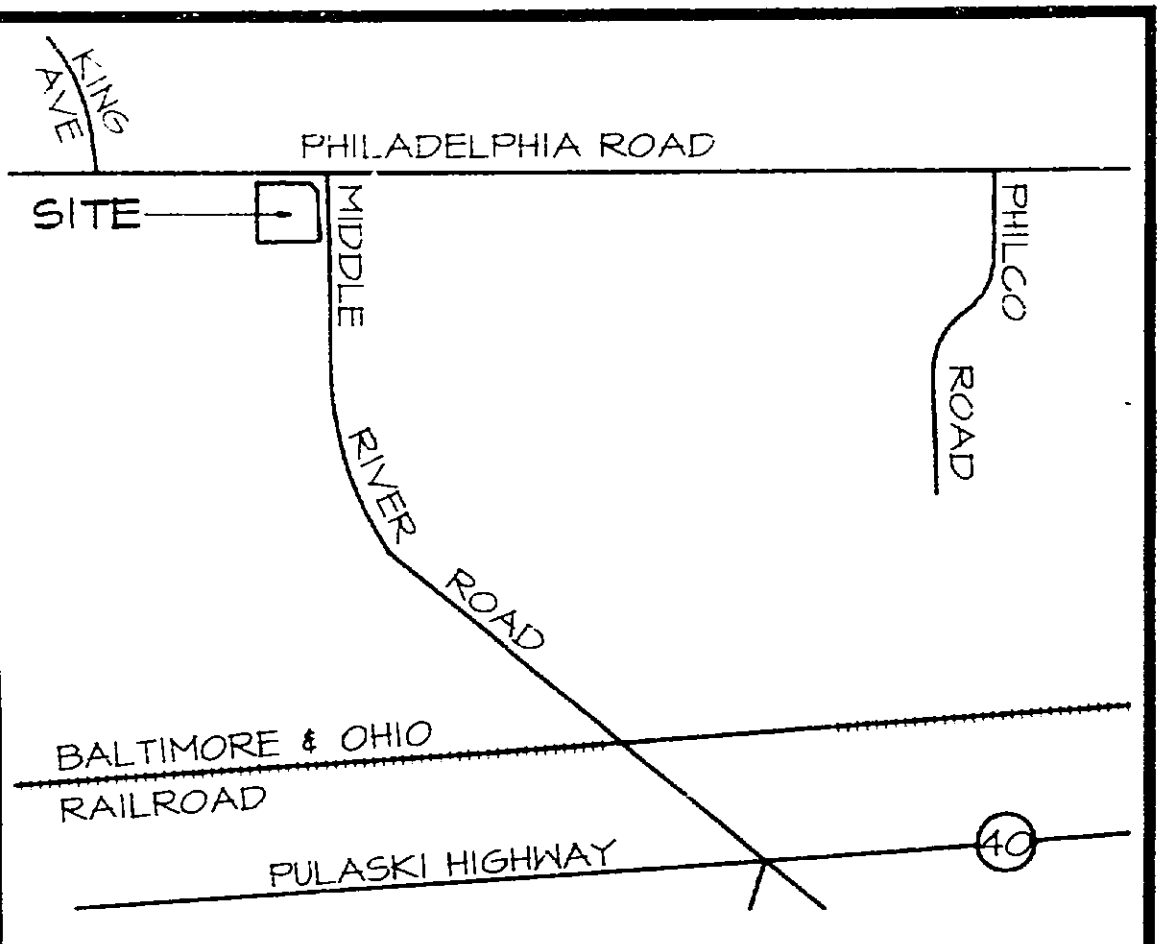 KING
AVE
PHILADELPHIA ROAD
SITE
MIDDLE
RIVER
ROAD
PHILCO
ROAD
BALTIMORE & OHIO
RAILROAD
PULASKI HIGHWAY
40